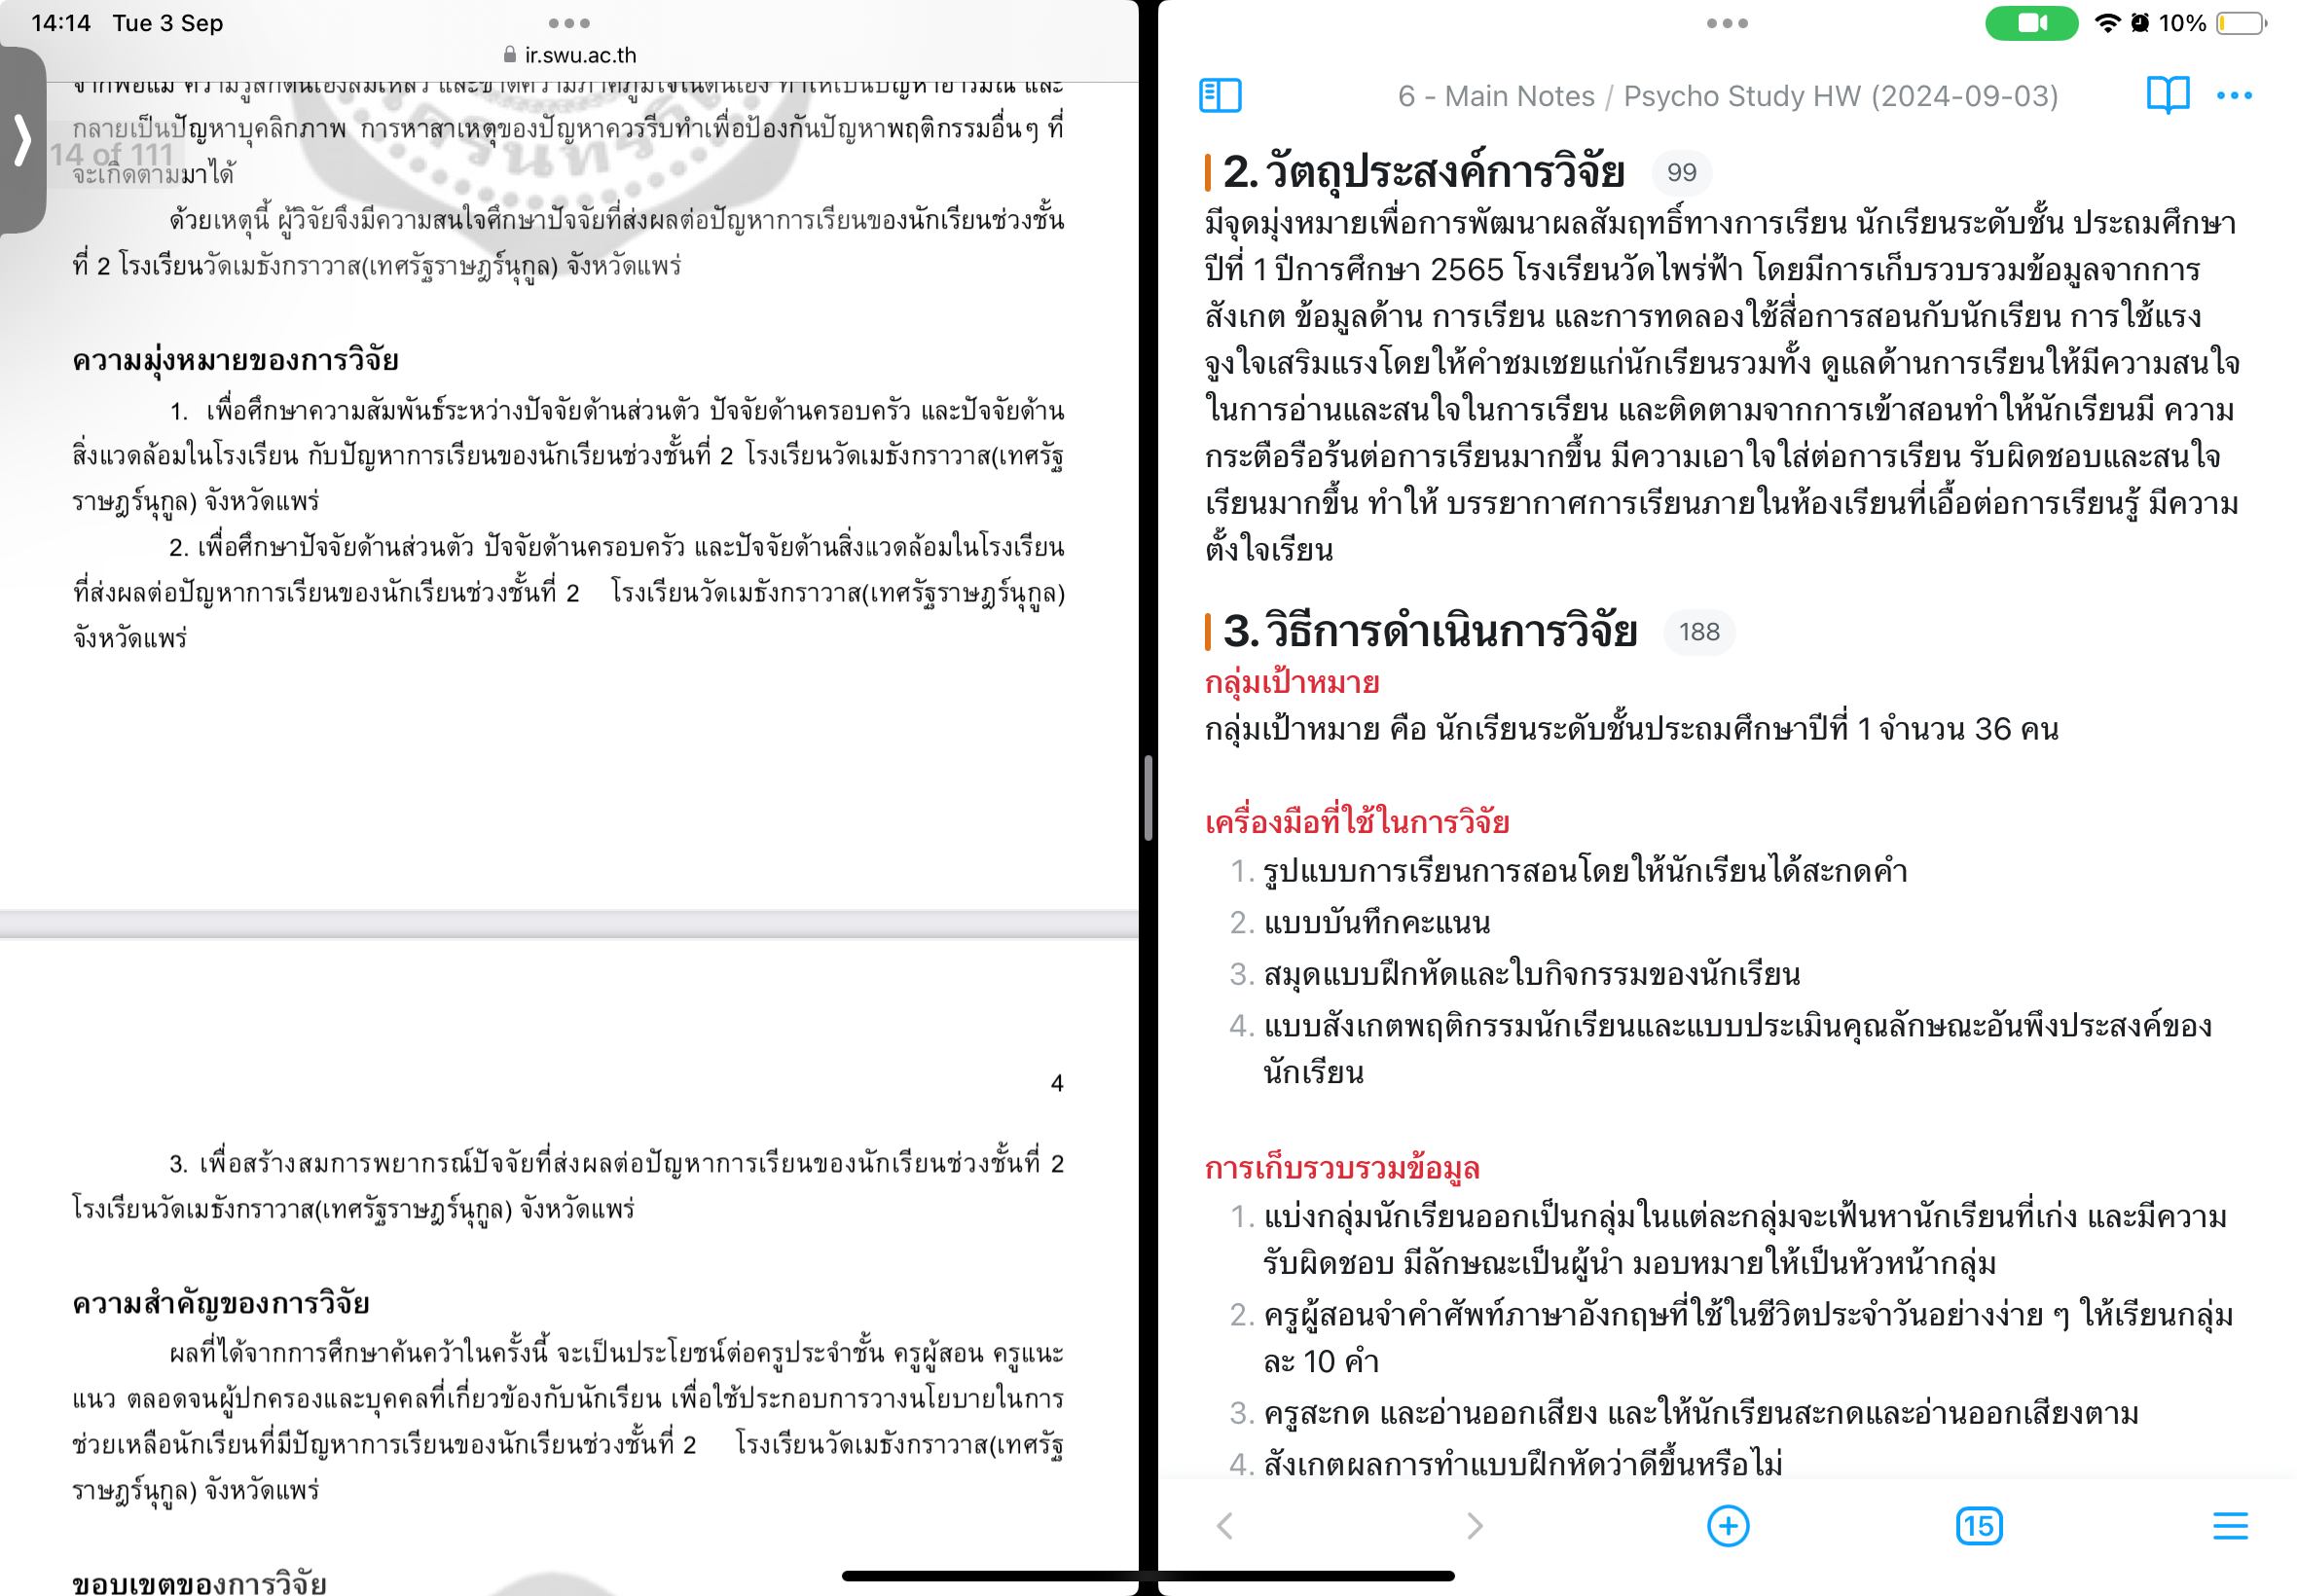 14:14 Tue 3 Sep
ir.swu.ac.th
14 of 111
จากพ่อแม่ ความรู้สึกตนเองล้มเหลว และขาดความภาคภูมิใจในตนเอง ทำให้เป็นปัญหาอารมณ์ และ
กลายเป็นปัญหาบุคลิกภาพ การหาสาเหตุของปัญหาควรรีบทำเพื่อป้องกันปัญหาพฤติกรรมอื่นๆ ที่
จะเกิดตามมาได้
ด้วยเหตุนี้ ผู้วิจัยจึงมีความสนใจศึกษาปัจจัยที่ส่งผลต่อปัญหาการเรียนของนักเรียนช่วงชั้น
ที่ 2 โรงเรียนวัดเมธังกราวาส(เทศรัฐราษฎร์นุกูล) จังหวัดแพร่
ความมุ่งหมายของการวิจัย
1. เพื่อศึกษาความสัมพันธ์ระหว่างปัจจัยด้านส่วนตัว ปัจจัยด้านครอบครัว และปัจจัยด้าน
สิ่งแวดล้อมในโรงเรียน กับปัญหาการเรียนของนักเรียนช่วงชั้นที่ 2 โรงเรียนวัดเมธังกราวาส(เทศรัฐ
ราษฎร์นุกูล) จังหวัดแพร่
2. เพื่อศึกษาปัจจัยด้านส่วนตัว ปัจจัยด้านครอบครัว และปัจจัยด้านสิ่งแวดล้อมในโรงเรียน
ที่ส่งผลต่อปัญหาการเรียนของนักเรียนช่วงชั้นที่ 2 โรงเรียนวัดเมธังกราวาส(เทศรัฐราษฎร์นุกูล)
จังหวัดแพร่
4
3. เพื่อสร้างสมการพยากรณ์ปัจจัยที่ส่งผลต่อปัญหาการเรียนของนักเรียนช่วงชั้นที่ 2
โรงเรียนวัดเมธังกราวาส(เทศรัฐราษฎร์นุกูล) จังหวัดแพร่
ความสำคัญของการวิจัย
ผลที่ได้จากการศึกษาค้นคว้าในครั้งนี้ จะเป็นประโยชน์ต่อครูประจำชั้น ครูผู้สอน ครูแนะ
แนว ตลอดจนผู้ปกครองและบุคคลที่เกี่ยวข้องกับนักเรียน เพื่อใช้ประกอบการวางนโยบายในการ
ช่วยเหลือนักเรียนที่มีปัญหาการเรียนของนักเรียนช่วงชั้นที่ 2 โรงเรียนวัดเมธังกราวาส(เทศรัฐ
ราษฎร์นุกูล) จังหวัดแพร่
ขอบเขตของการวิจัย
10%
6 - Main Notes / Psycho Study HW (2024-09-03)
2. วัตถุประสงค์การวิจัย 99
มีจุดมุ่งหมายเพื่อการพัฒนาผลสัมฤทธิ์ทางการเรียน นักเรียนระดับชั้น ประถมศึกษา
ปีที่ 1 ปีการศึกษา 2565 โรงเรียนวัดไพร่ฟ้า โดยมีการเก็บรวบรวมข้อมูลจากการ
สังเกต ข้อมูลด้าน การเรียน และการทดลองใช้สื่อการสอนกับนักเรียน การใช้แรง
จูงใจเสริมแรงโดยให้คำชมเชยแก่นักเรียนรวมทั้ง ดูแลด้านการเรียนให้มีความสนใจ
ในการอ่านและสนใจในการเรียน และติดตามจากการเข้าสอนทำให้นักเรียนมี ความ
กระตือรือร้นต่อการเรียนมากขึ้น มีความเอาใจใส่ต่อการเรียน รับผิดชอบและสนใจ
เรียนมากขึ้น ทำให้ บรรยากาศการเรียนภายในห้องเรียนที่เอื้อต่อการเรียนรู้ มีความ
ตั้งใจเรียน
3. วิธีการดำเนินการวิจัย 188
กลุ่มเป้าหมาย
กลุ่มเป้าหมาย คือ นักเรียนระดับชั้นประถมศึกษาปีที่ 1 จำนวน 36 คน
เครื่องมือที่ใช้ในการวิจัย
1. รูปแบบการเรียนการสอนโดยให้นักเรียนได้สะกดคำ
2. แบบบันทึกคะแนน
3. สมุดแบบฝึกหัดและใบกิจกรรมของนักเรียน
4. แบบสังเกตพฤติกรรมนักเรียนและแบบประเมินคุณลักษณะอันพึงประสงค์ของ
นักเรียน
การเก็บรวบรวมข้อมูล
1. แบ่งกลุ่มนักเรียนออกเป็นกลุ่มในแต่ละกลุ่มจะเฟ้นหานักเรียนที่เก่ง และมีความ
รับผิดชอบ มีลักษณะเป็นผู้นำ มอบหมายให้เป็นหัวหน้ากลุ่ม
2. ครูผู้สอนจำคำศัพท์ภาษาอังกฤษที่ใช้ในชีวิตประจำวันอย่างง่าย ๆ ให้เรียนกลุ่ม
ละ 10 คำ
3. ครูสะกด และอ่านออกเสียง และให้นักเรียนสะกดและอ่านออกเสียงตาม
4. สังเกตผลการทำแบบฝึกหัดว่าดีขึ้นหรือไม่
15